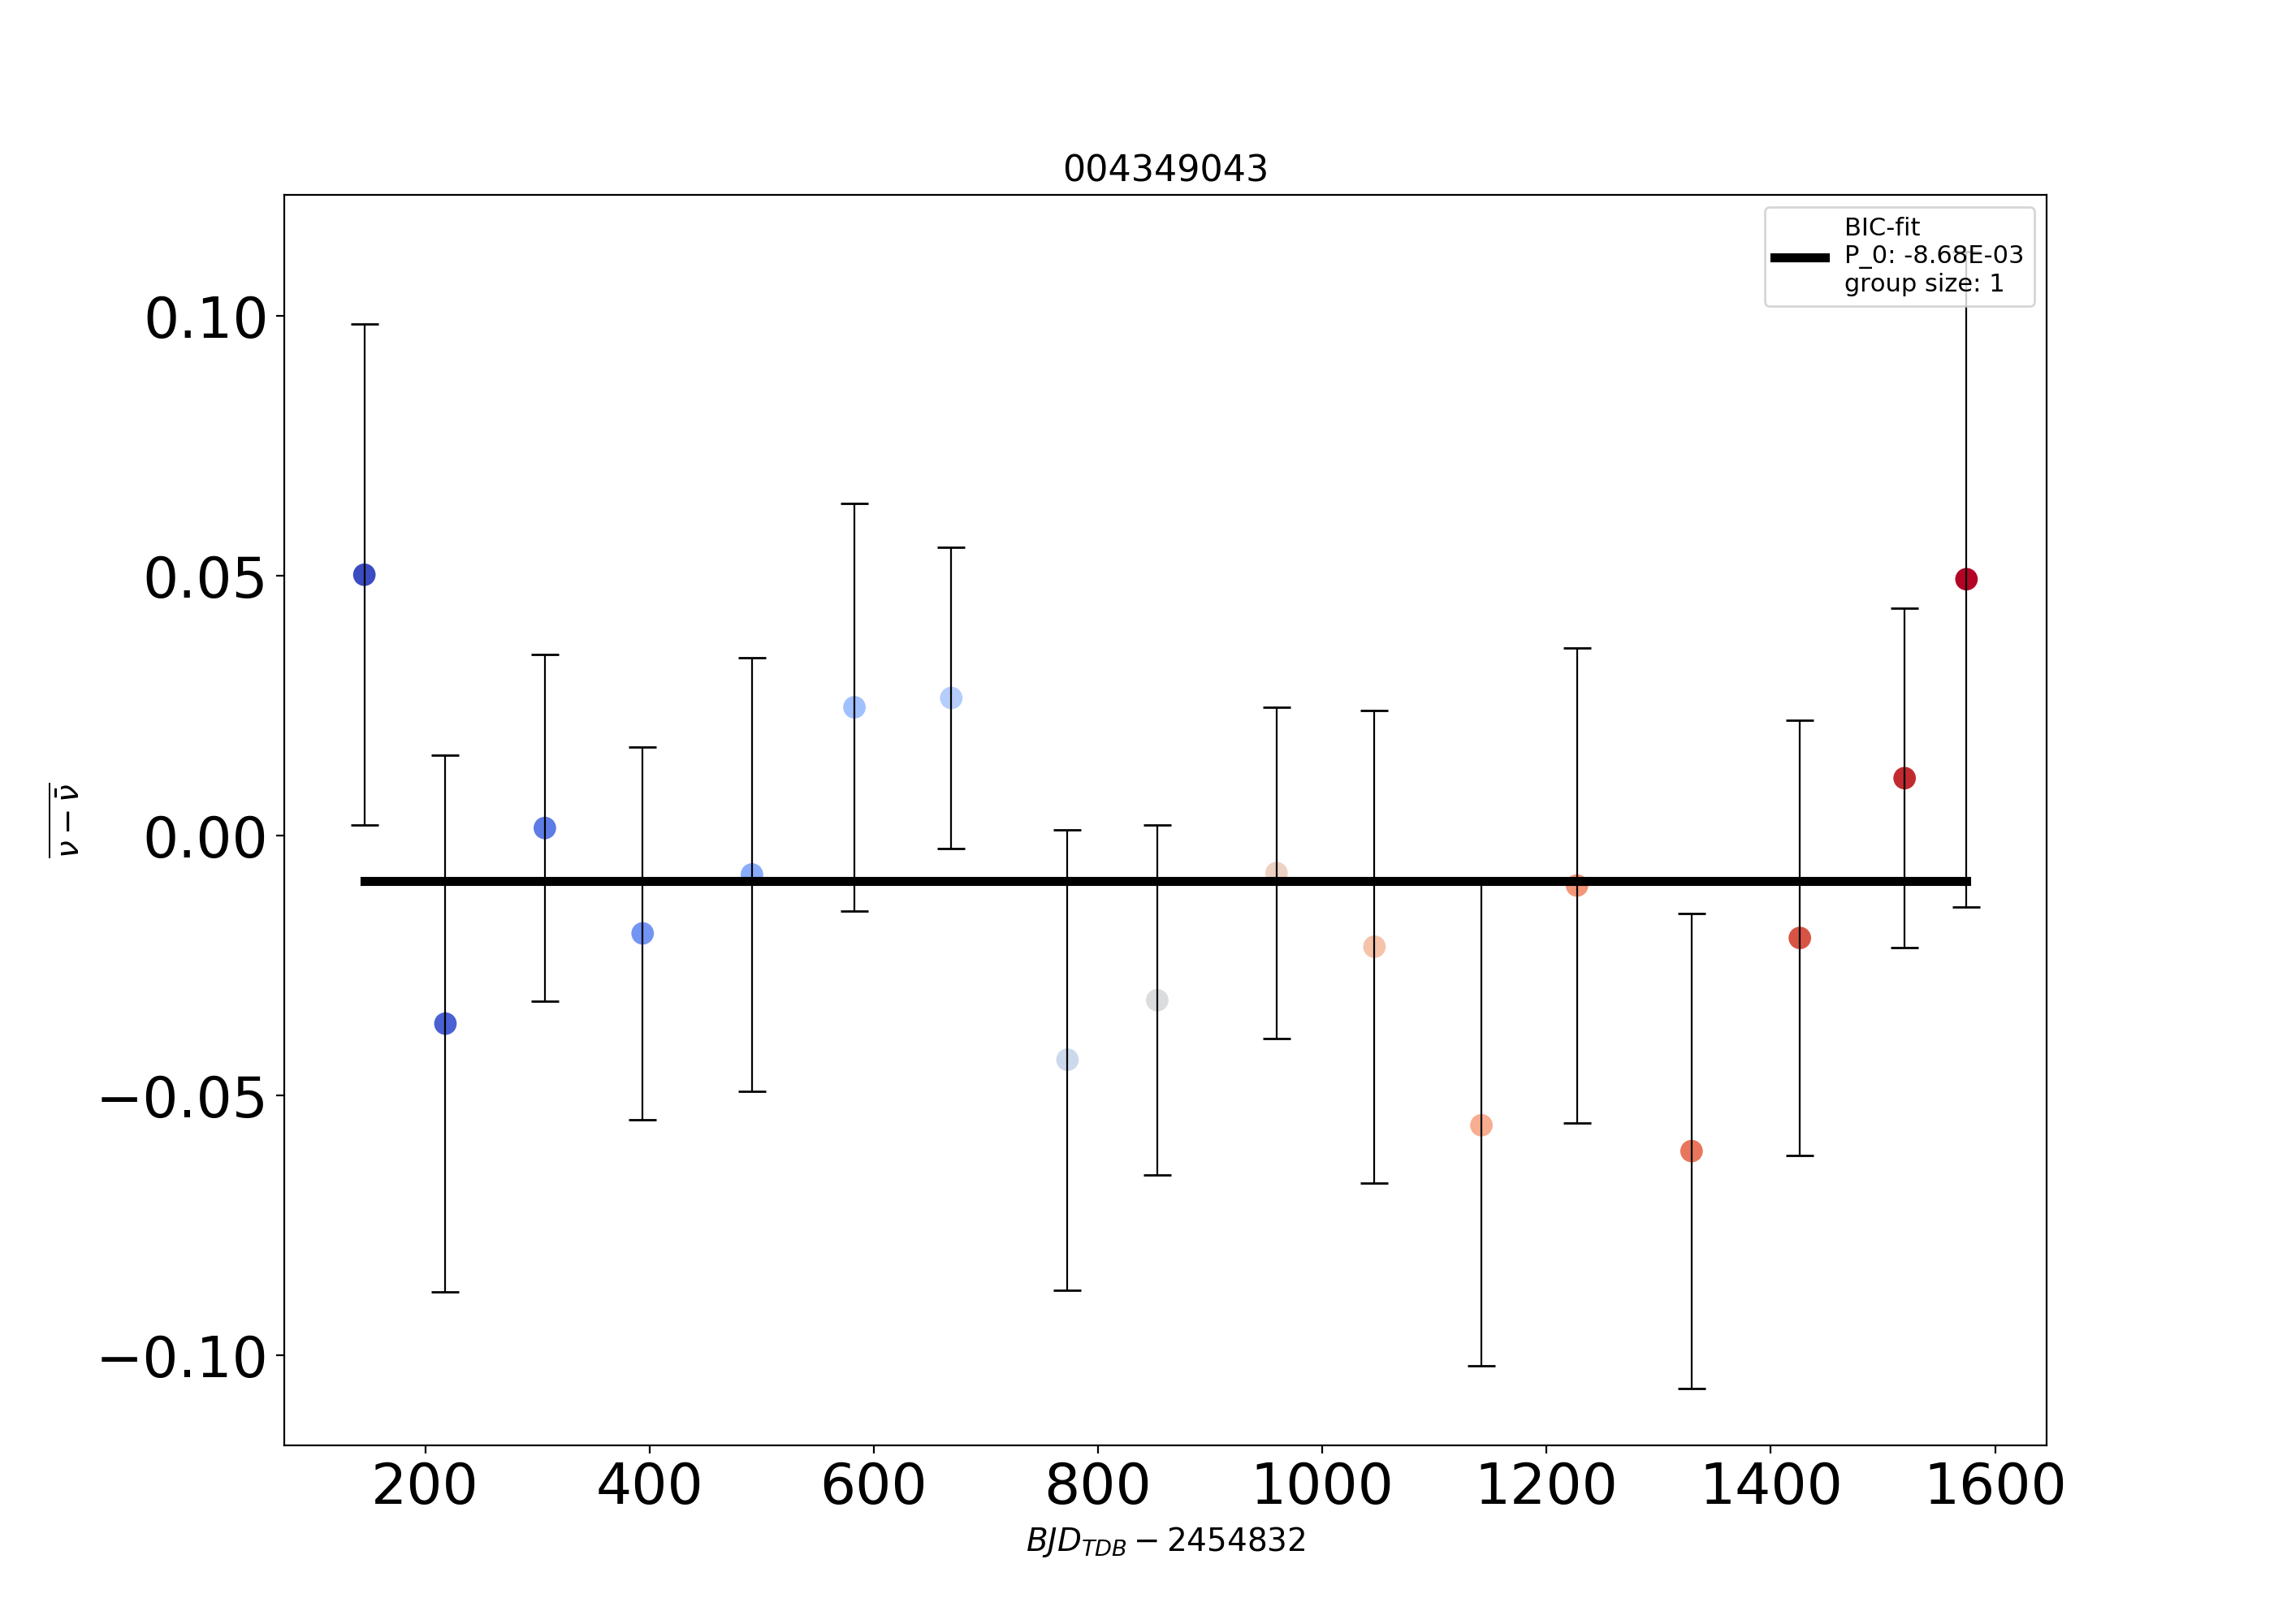 004349043
BIC-fit
P_0: -8.68E-03
group size: 1
0.10
0.05
0.00
−0.05
−0.10
ν − ν̄
200 400 600 800 1000 1200 1400 1600
BJD_TDB − 2454832